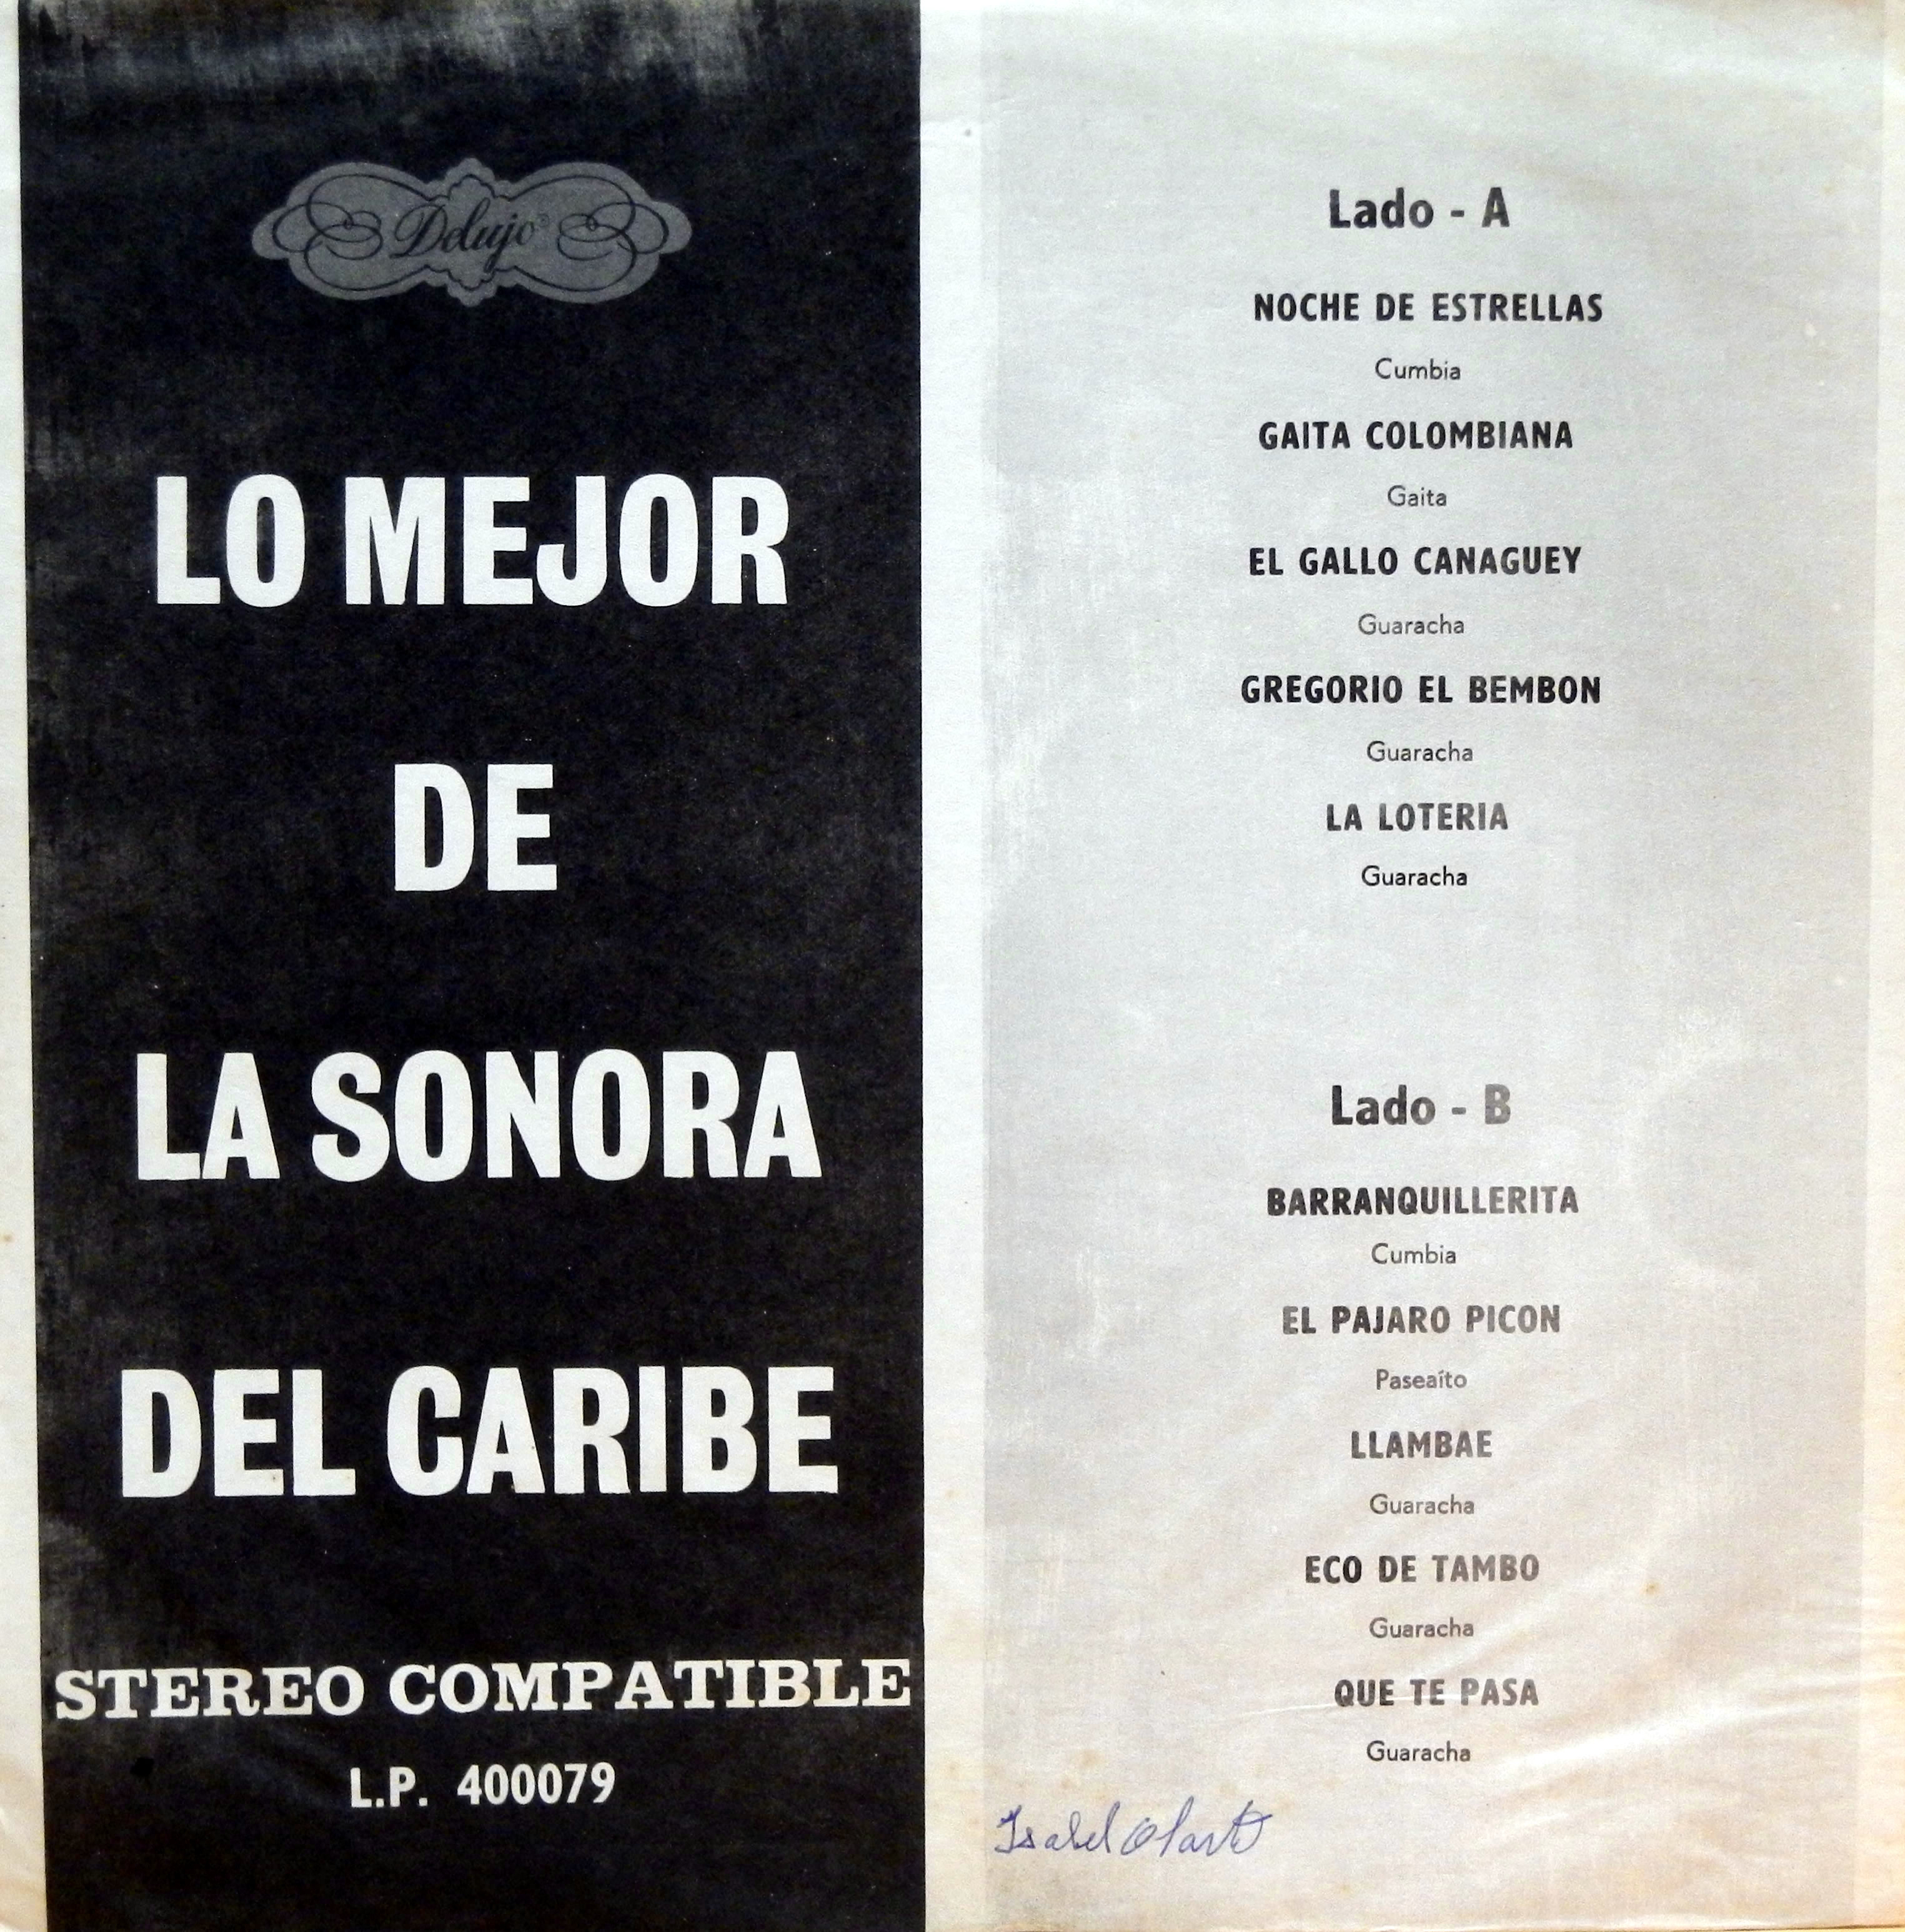 Delujo
LO MEJOR
DE
LA SONORA
DEL CARIBE
STEREO COMPATIBLE
L.P. 400079
Lado - A
NOCHE DE ESTRELLAS
Cumbia
GAITA COLOMBIANA
Gaita
EL GALLO CANAGUEY
Guaracha
GREGORIO EL BEMBON
Guaracha
LA LOTERIA
Guaracha
Lado - B
BARRANQUILLERITA
Cumbia
EL PAJARO PICON
Paseaíto
LLAMBAE
Guaracha
ECO DE TAMBO
Guaracha
QUE TE PASA
Guaracha
Isabel